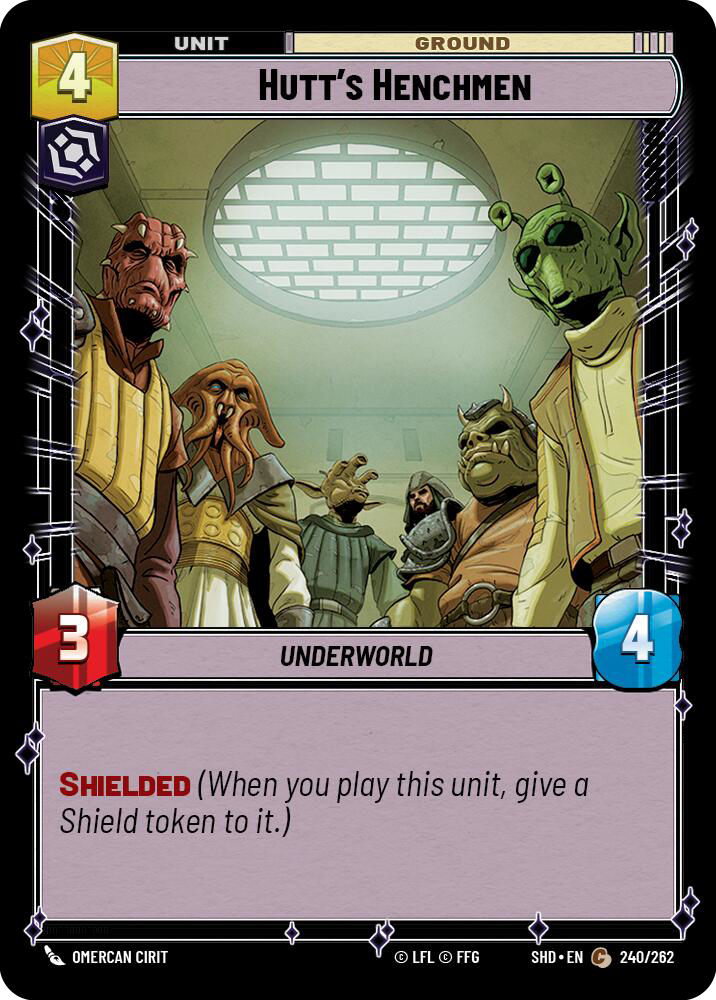 UNIT
GROUND
4
HUTT'S HENCHMEN
3
UNDERWORLD
4
SHIELDED (When you play this unit, give a
Shield token to it.)
OMERCAN CIRIT
© LFL © FFG
SHD • EN
C
240/262